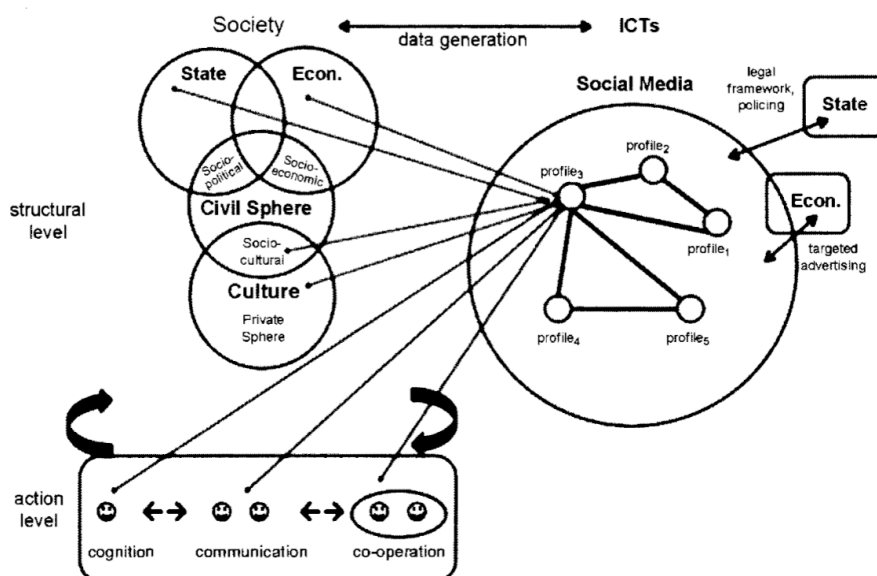 Society
data generation
ICTs
State
Econ.
Socio-
political
Socio-
economic
Civil Sphere
Socio-
cultural
Culture
Private
Sphere
structural
level
Social Media
profile3
profile2
profile1
profile4
profile5
legal
framework,
policing
State
Econ.
targeted
advertising
action
level
cognition
communication
co-operation